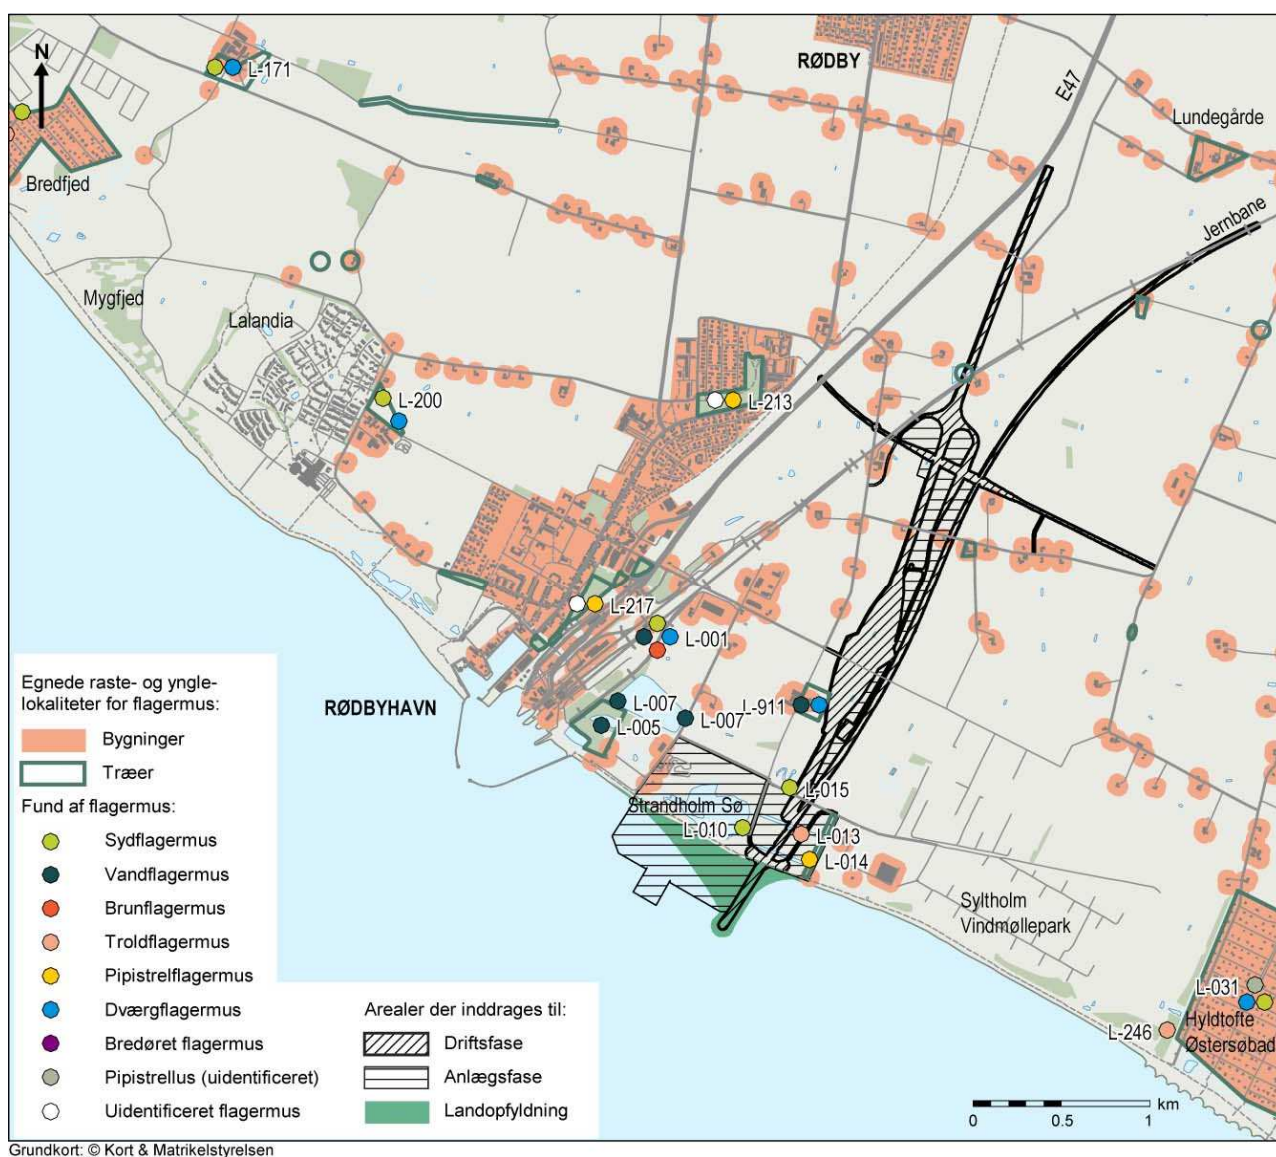 N
RØDBY
E47
L-171
Lundegårde
Bredfjed
Jernbane
Mygfjed
Lalandia
L-200
L-213
L-217
L-001
RØDBYHAVN
L-007
L-005
L-007
L-911
L-015
Strandholm Sø
L-010
L-013
L-014
Syltholm
Vindmøllepark
L-031
L-246
Hyldtofte
Østersøbad
Egnede raste- og yngle-
lokaliteter for flagermus:
Bygninger
Træer
Fund af flagermus:
Sydflagermus
Vandflagermus
Brunflagermus
Troldflagermus
Pipistrelflagermus
Dværgflagermus
Bredøret flagermus
Pipistrellus (uidentificeret)
Uidentificeret flagermus
Arealer der inddrages til:
Driftsfase
Anlægsfase
Landopfyldning
km
0 0.5 1
Grundkort: © Kort & Matrikelstyrelsen